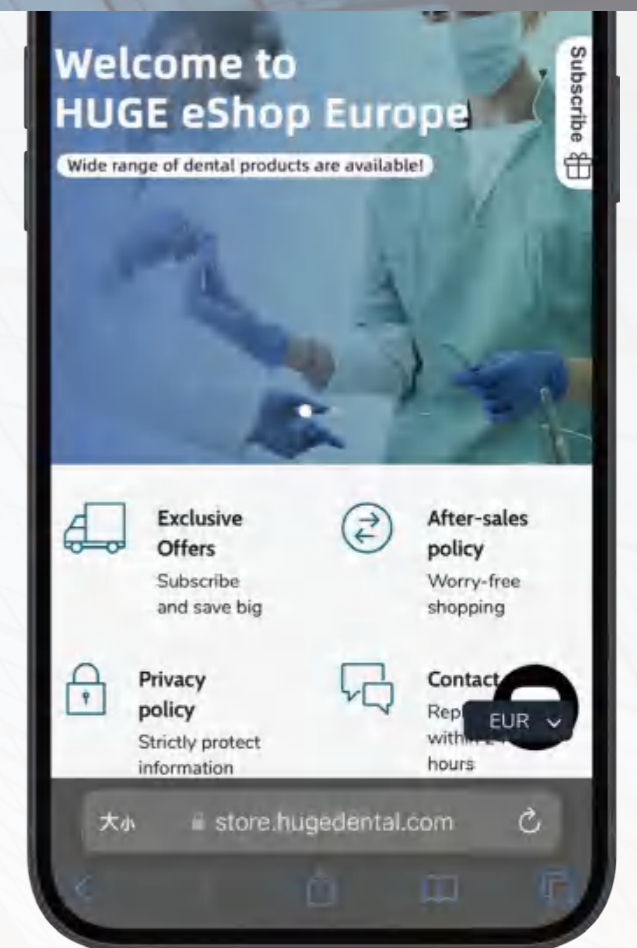 Welcome to
HUGE eShop Europe
Wide range of dental products are available!
Subscribe
Exclusive
Offers
Subscribe
and save big
After-sales
policy
Worry-free
shopping
Privacy
policy
Strictly protect
information
Contact
within
hours
EUR
大小
store.hugedental.com